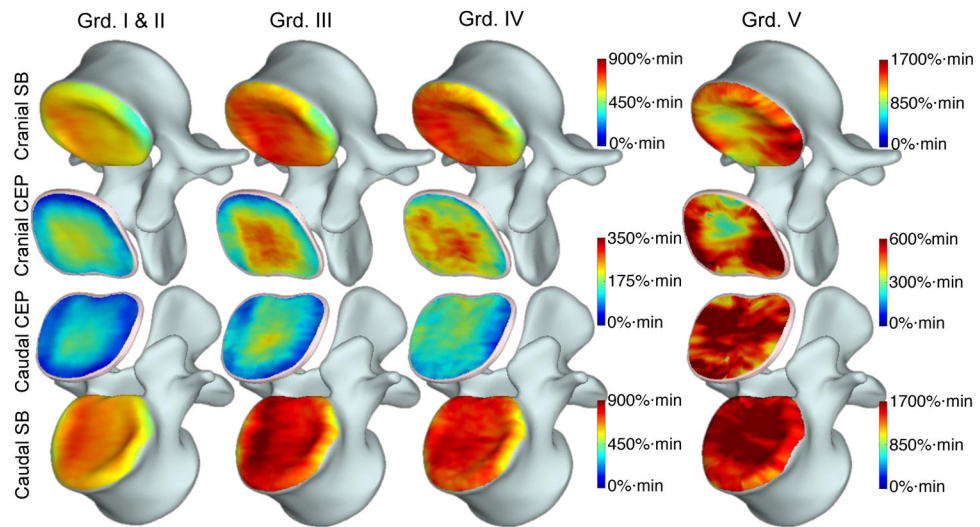 Grd. I & II
Grd. III
Grd. IV
Grd. V
Cranial SB
900%·min
450%·min
0%·min
1700%·min
850%·min
0%·min
Cranial CEP
350%·min
175%·min
0%·min
600%min
300%·min
0%·min
Caudal CEP
Caudal SB
900%·min
450%·min
0%·min
1700%·min
850%·min
0%·min